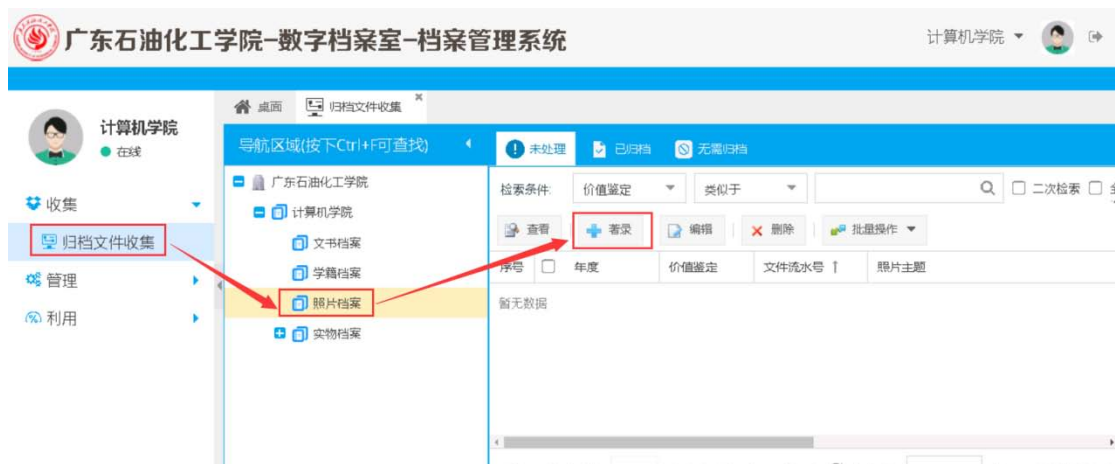 广东石油化工学院-数字档案室-档案管理系统
计算机学院
计算机学院
在线
收集
归档文件收集
管理
利用
桌面
归档文件收集
导航区域(按下Ctrl+F可查找)
广东石油化工学院
计算机学院
文书档案
学籍档案
照片档案
实物档案
未处理
已归档
无需归档
检索条件:
价值鉴定
类似于
二次检索
查看
著录
编辑
删除
批量操作
序号
年度
价值鉴定
文件流水号
照片主题
暂无数据